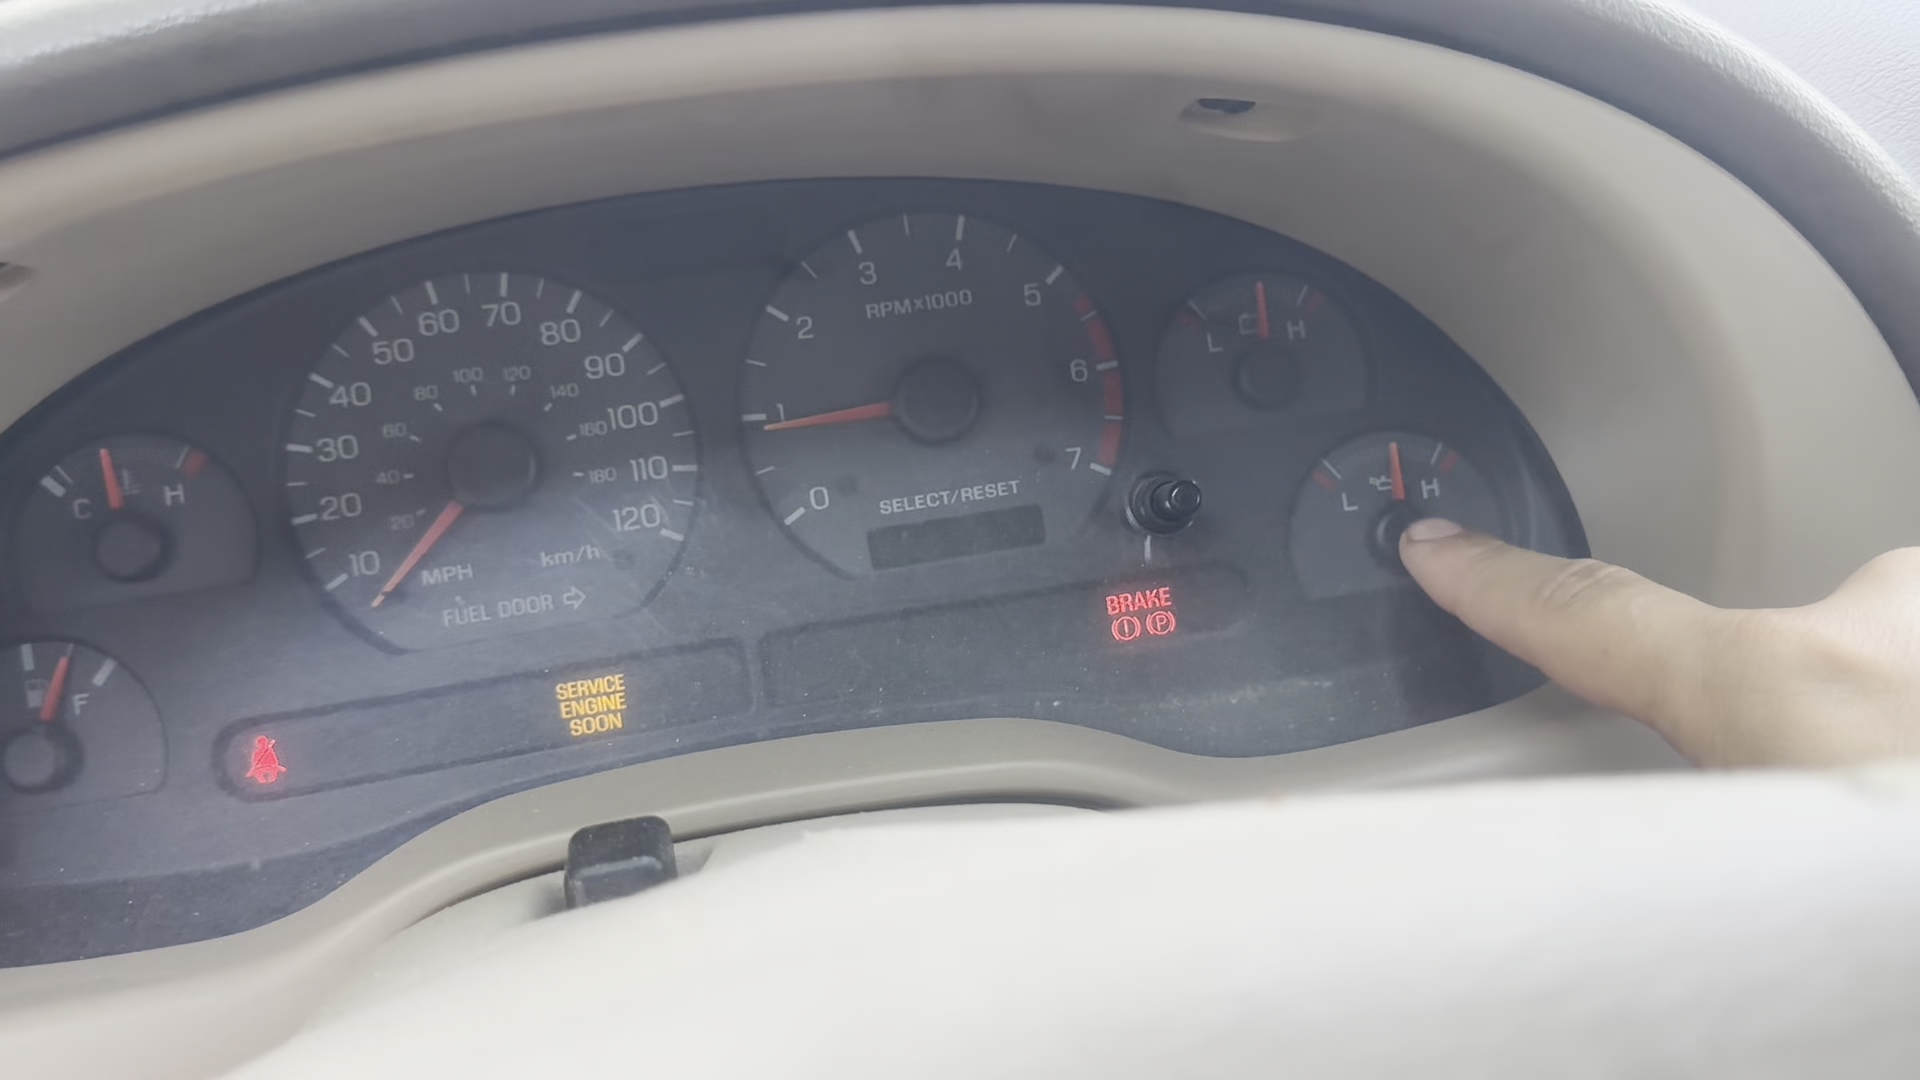 C H
F
10
20
30
40
50
60
70
80
90
100
110
120
20
40
60
80
100
120
140
160
180
MPH
km/h
FUEL DOOR
0
1
2
3
4
5
6
7
RPM×1000
SELECT/RESET
L H
L H
SERVICE
ENGINE
SOON
BRAKE
(!) (P)